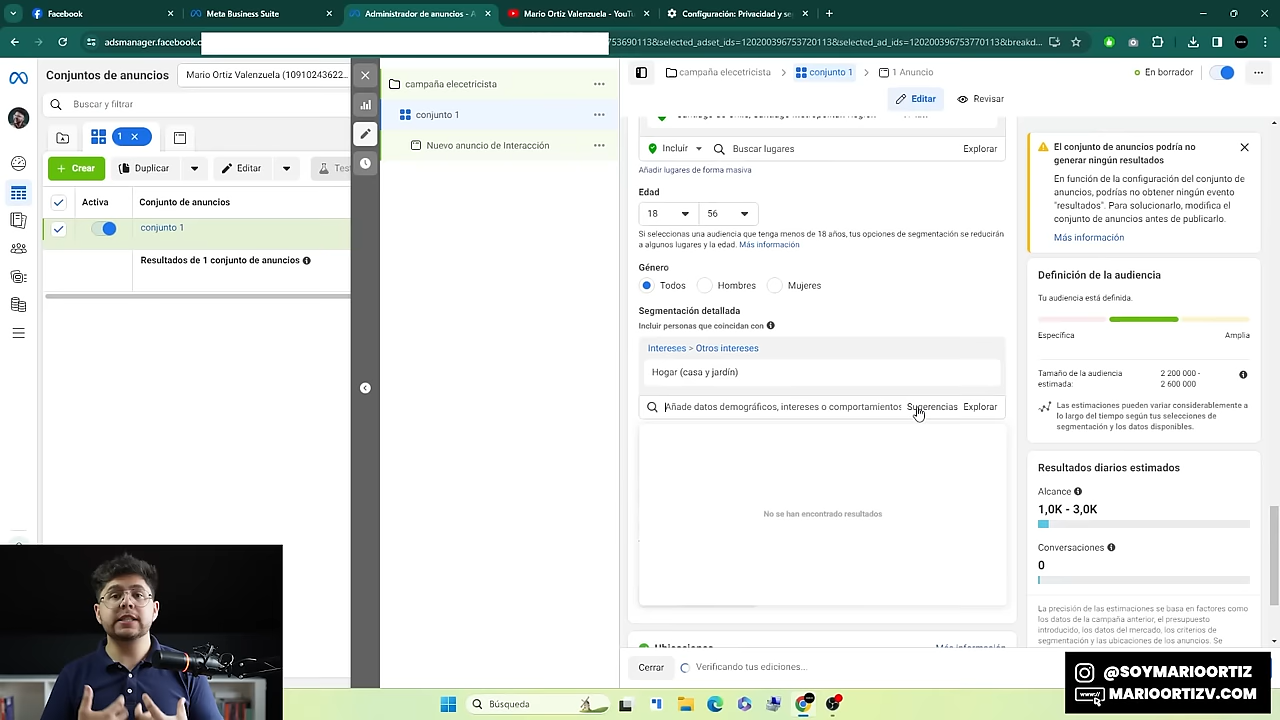 Facebook
Meta Business Suite
Administrador de anuncios - A
Mario Ortiz Valenzuela - YouTu
Configuración: Privacidad y se
adsmanager.facebook.c
753690113&selected_adset_ids=120200396753720113&selected_ad_ids=120200396753770113&breakd...
Conjuntos de anuncios
Mario Ortiz Valenzuela (10910243622...
Buscar y filtrar
1
+ Crear
Duplicar
Editar
Activa
Conjunto de anuncios
conjunto 1
Resultados de 1 conjunto de anuncios
campaña elecetricista
conjunto 1
Nuevo anuncio de Interacción
campaña elecetricista
conjunto 1
1 Anuncio
En borrador
Editar
Revisar
Incluir
Buscar lugares
Explorar
Añadir lugares de forma masiva
Edad
18
56
Si seleccionas una audiencia que tenga menos de 18 años, tus opciones de segmentación se reducirán
a algunos lugares y la edad. Más información
Género
Todos
Hombres
Mujeres
Segmentación detallada
Incluir personas que coincidan con
Intereses > Otros intereses
Hogar (casa y jardín)
Añade datos demográficos, intereses o comportamientos
Sugerencias
Explorar
No se han encontrado resultados
Más información
Cerrar
Verificando tus ediciones...
El conjunto de anuncios podría no
generar ningún resultados
En función de la configuración del conjunto de
anuncios, podrías no obtener ningún evento
"resultados". Para solucionarlo, modifica el
conjunto de anuncios antes de publicarlo.
Más información
Definición de la audiencia
Tu audiencia está definida.
Específica
Amplia
Tamaño de la audiencia
estimada:
2 200 000 -
2 600 000
Las estimaciones pueden variar considerablemente a
lo largo del tiempo según tus selecciones de
segmentación y los datos disponibles.
Resultados diarios estimados
Alcance
1,0K - 3,0K
Conversaciones
0
La precisión de las estimaciones se basa en factores como
los datos de la campaña anterior, el presupuesto
introducido, los datos del mercado, los criterios de
segmentación y las ubicaciones de los anuncios. Se
@SOYMARIOORTIZ
MARIOORTIZV.COM
Búsqueda